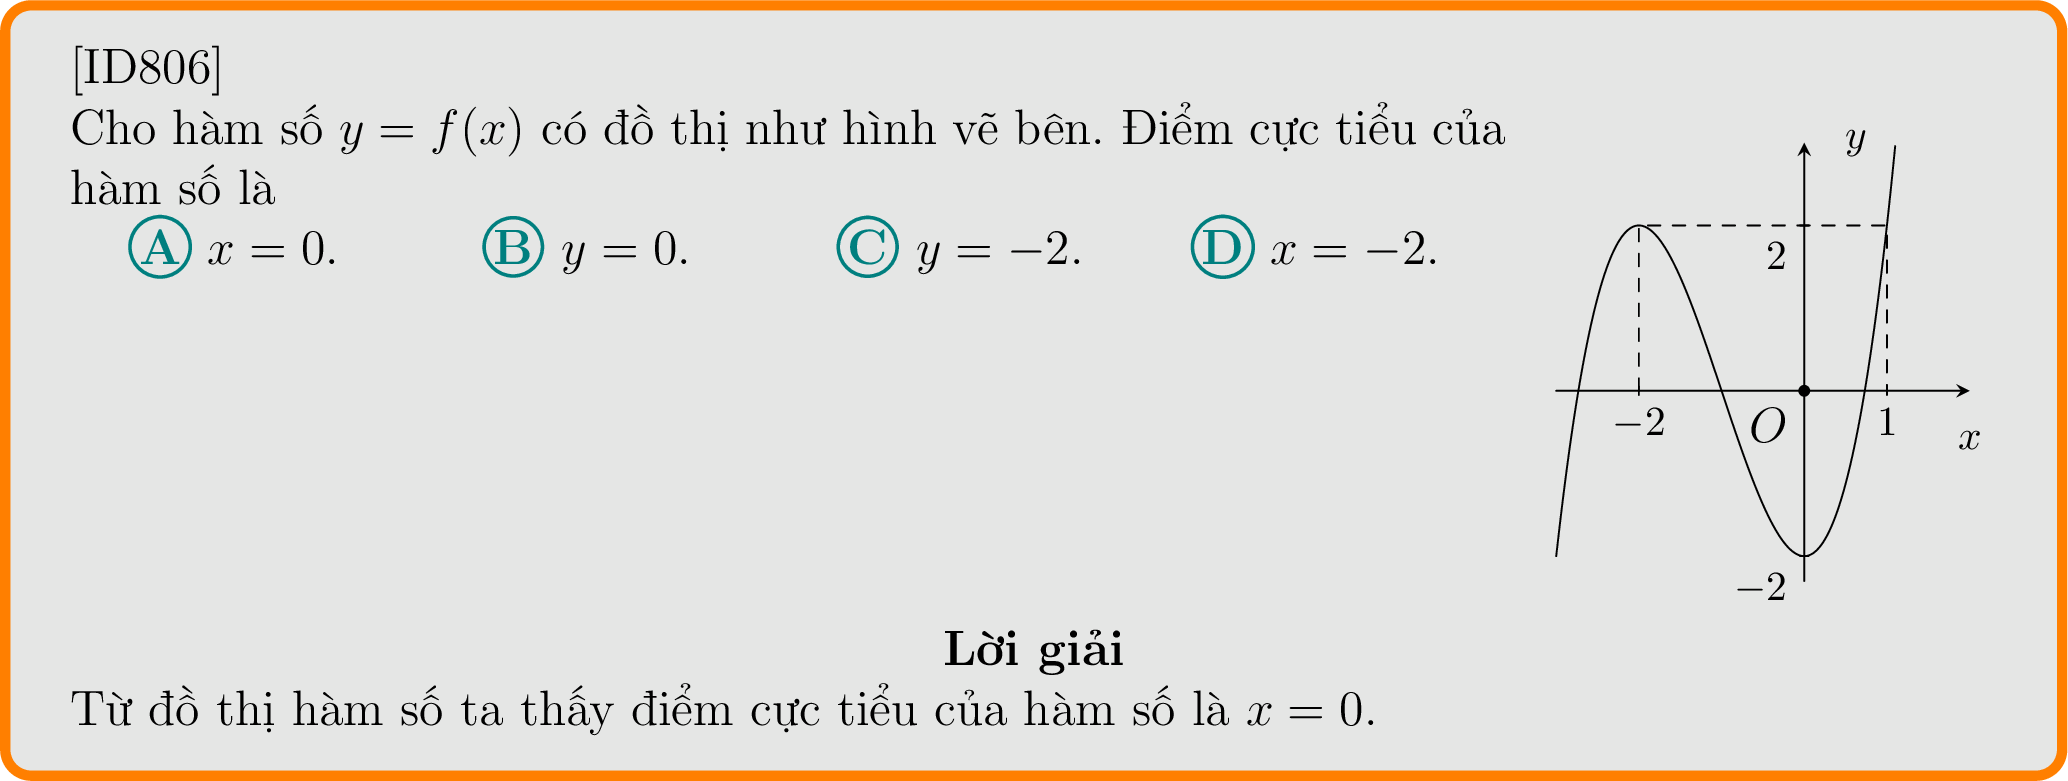 [ID806]
Cho hàm số y = f(x) có đồ thị như hình vẽ bên. Điểm cực tiểu của
hàm số là
A x = 0. B y = 0. C y = −2. D x = −2.
y
2
−2 O 1
x
−2
Lời giải
Từ đồ thị hàm số ta thấy điểm cực tiểu của hàm số là x = 0.